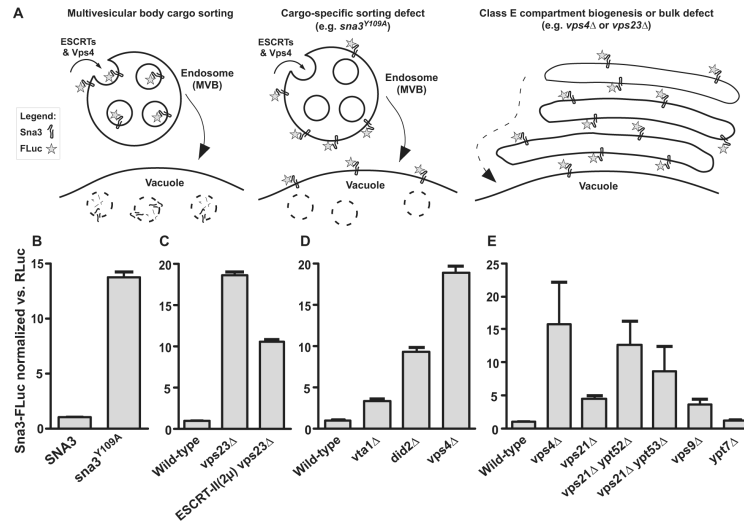 A
Multivesicular body cargo sorting
Cargo-specific sorting defect
(e.g. sna3Y109A)
Class E compartment biogenesis or bulk defect
(e.g. vps4Δ or vps23Δ)
ESCRTs
& Vps4
Endosome
(MVB)
ESCRTs
& Vps4
Endosome
(MVB)
Legend:
Sna3
FLuc
Vacuole
Vacuole
Vacuole
B
C
D
E
Sna3-FLuc normalized vs. RLuc
15
10
5
0
SNA3
sna3Y109A
20
15
10
5
0
Wild-type
vps23Δ
ESCRT-II(2µ) vps23Δ
20
15
10
5
0
Wild-type
vta1Δ
did2Δ
vps4Δ
25
20
15
10
5
0
Wild-type
vps4Δ
vps21Δ
vps21Δ ypt52Δ
vps21Δ ypt53Δ
vps9Δ
ypt7Δ